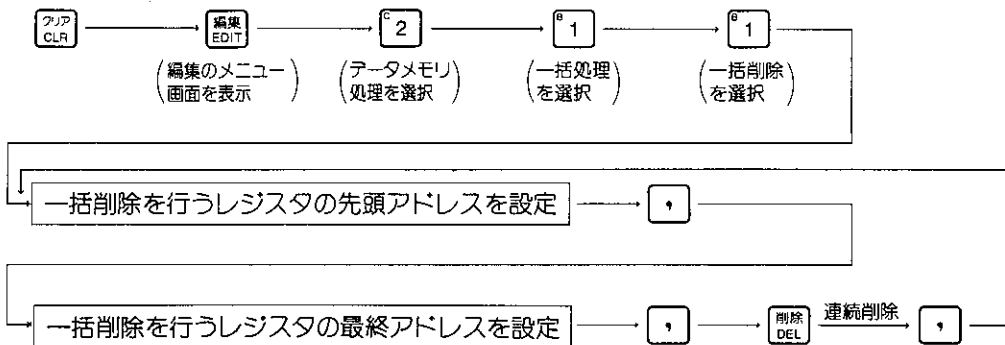 クリア CLR
編集 EDIT
C 2
B 1
B 1
(編集のメニュー画面を表示)
(データメモリ処理を選択)
(一括処理を選択)
(一括削除を選択)
一括削除を行うレジスタの先頭アドレスを設定
,
一括削除を行うレジスタの最終アドレスを設定
,
削除 DEL
連続削除
,